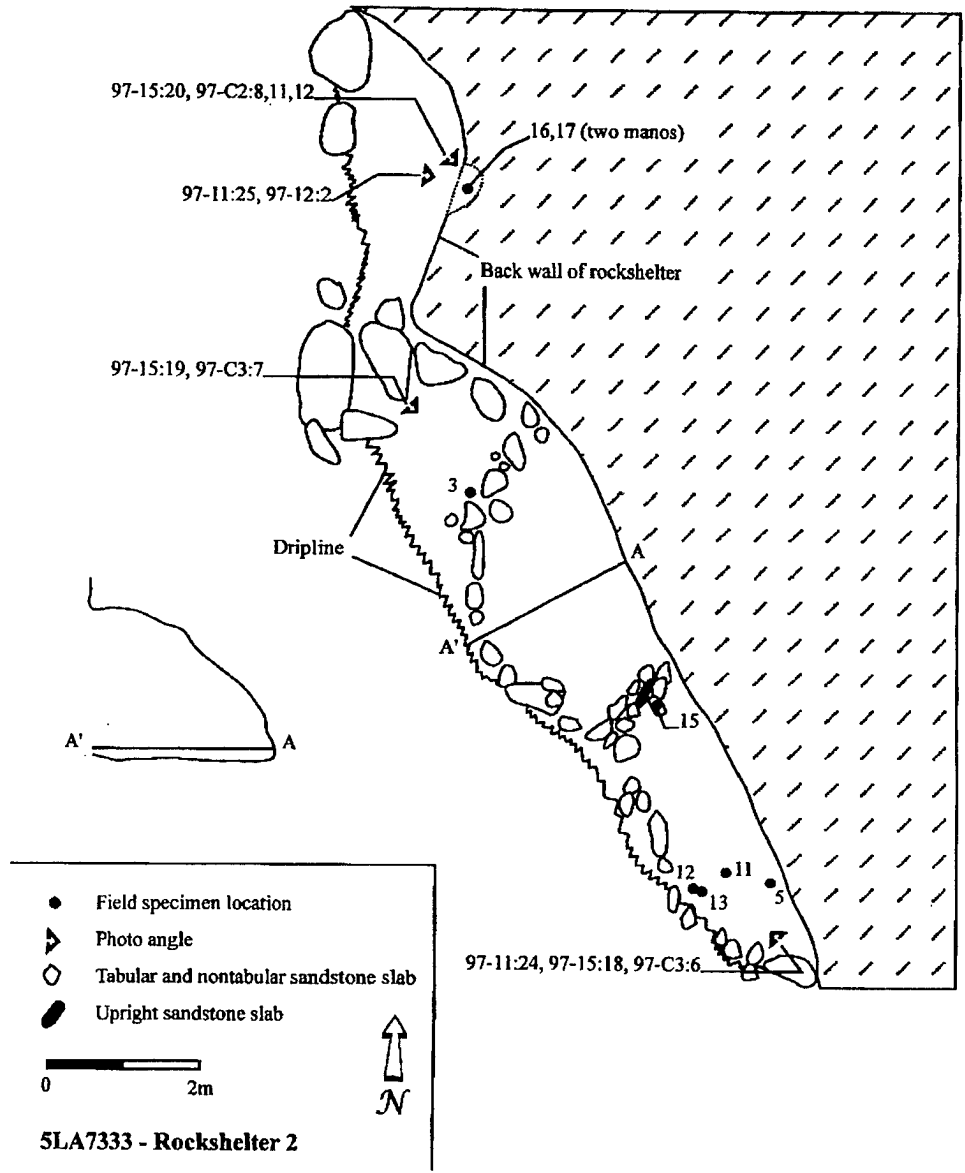 97-15:20, 97-C2:8,11,12
16,17 (two manos)
97-11:25, 97-12:2
Back wall of rockshelter
97-15:19, 97-C3:7
3
Dripline
A
A'
A'
A
15
12
11
13
5
97-11:24, 97-15:18, 97-C3:6
Field specimen location
Photo angle
Tabular and nontabular sandstone slab
Upright sandstone slab
0
2m
N
5LA7333 - Rockshelter 2